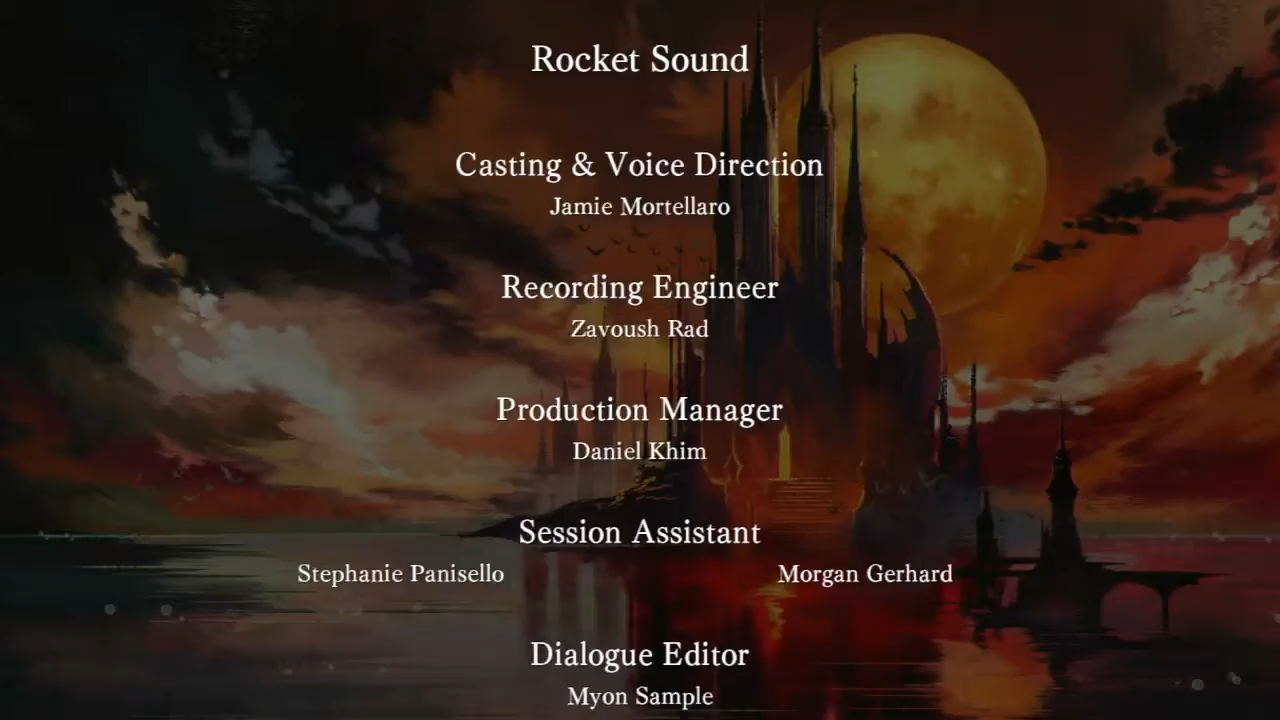 Rocket Sound
Casting & Voice Direction
Jamie Mortellaro
Recording Engineer
Zavoush Rad
Production Manager
Daniel Khim
Session Assistant
Stephanie Panisello Morgan Gerhard
Dialogue Editor
Myon Sample